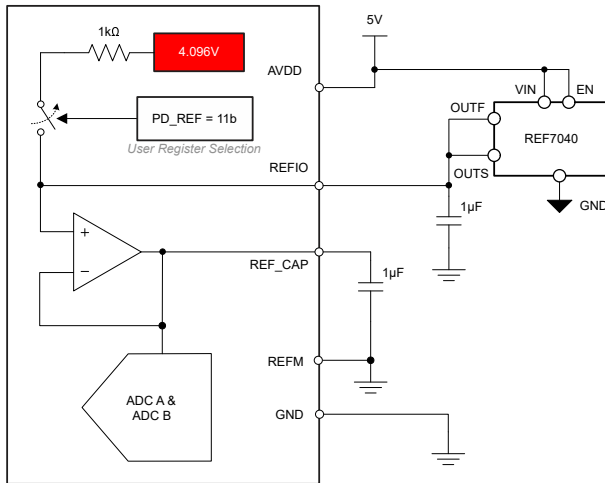 1kΩ
4.096V
5V
AVDD
VIN
EN
OUTF
REF7040
PD_REF = 11b
User Register Selection
OUTS
REFIO
GND
1µF
+
−
REF_CAP
1µF
REFM
ADC A &
ADC B
GND